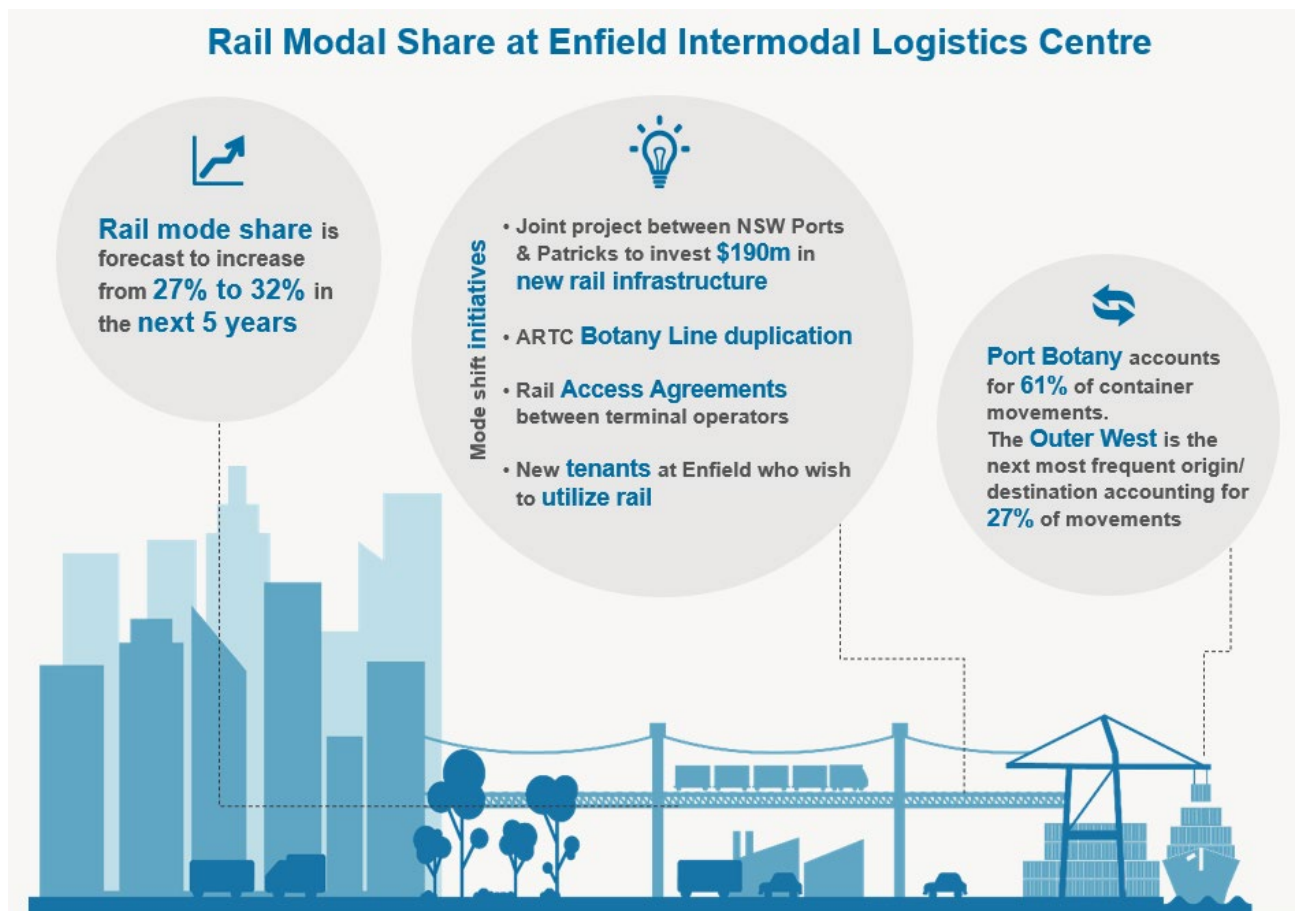 Rail Modal Share at Enfield Intermodal Logistics Centre
Rail mode share is
forecast to increase
from 27% to 32% in
the next 5 years
Mode shift initiatives
• Joint project between NSW Ports
& Patricks to invest $190m in
new rail infrastructure
• ARTC Botany Line duplication
• Rail Access Agreements
between terminal operators
• New tenants at Enfield who wish
to utilize rail
Port Botany accounts
for 61% of container
movements.
The Outer West is the
next most frequent origin/
destination accounting for
27% of movements